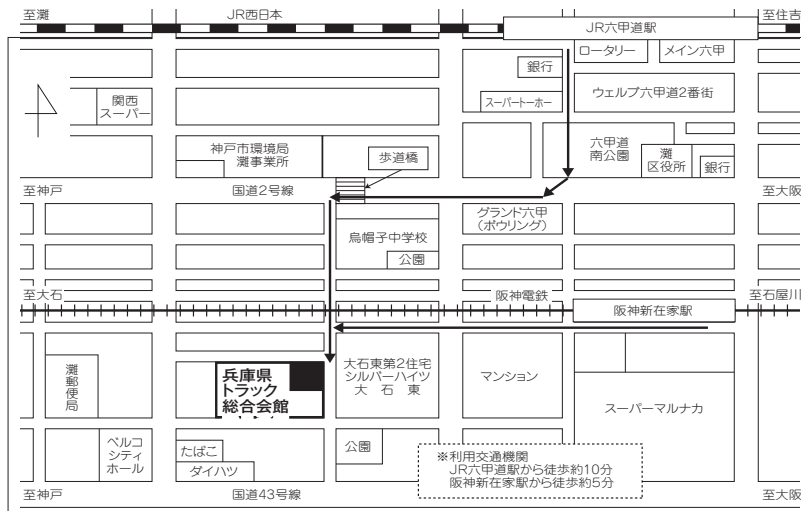 至灘
JR西日本
JR六甲道駅
至住吉
ロータリー
メイン六甲
銀行
関西
スーパー
スーパートーホー
ウェルブ六甲道2番街
神戸市環境局
灘事業所
歩道橋
六甲道
南公園
灘
区役所
銀行
至神戸
国道2号線
至大阪
グランド六甲
(ボウリング)
烏帽子中学校
公園
至大石
阪神電鉄
至石屋川
阪神新在家駅
灘郵便局
兵庫県
トラック
総合会館
大石東第2住宅
シルバーハイツ
大石東
マンション
スーパーマルナカ
ベルコ
シティ
ホール
たばこ
ダイハツ
公園
※利用交通機関
JR六甲道駅から徒歩約10分
阪神新在家駅から徒歩約5分
至神戸
国道43号線
至大阪